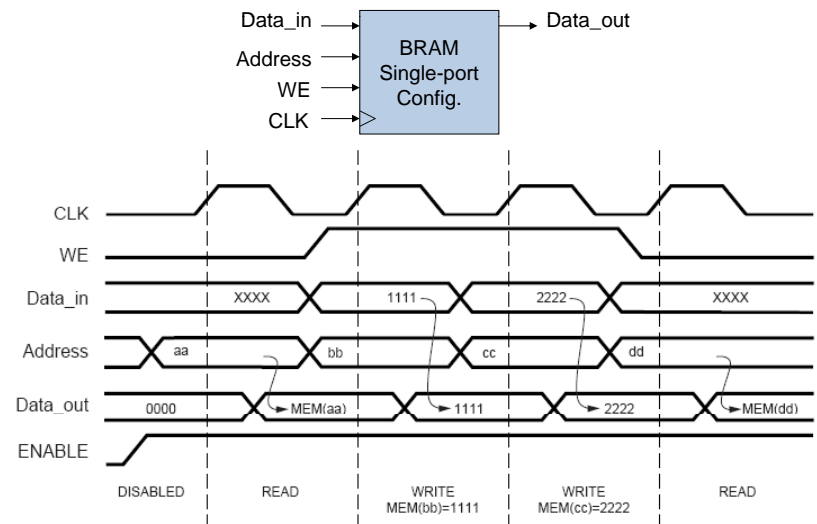 Data_in
Data_out
Address
WE
CLK
BRAM
Single-port
Config.
CLK
WE
Data_in XXXX 1111 2222 XXXX
Address aa bb cc dd
Data_out 0000 MEM(aa) 1111 2222 MEM(dd)
ENABLE
DISABLED READ WRITE WRITE READ
MEM(bb)=1111 MEM(cc)=2222